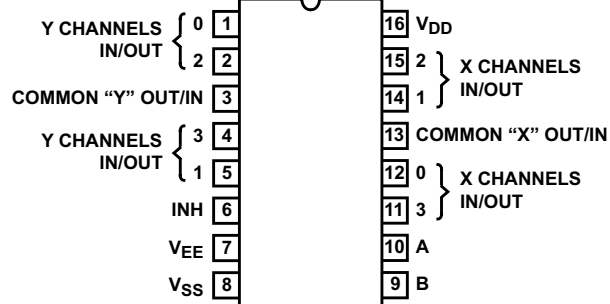 Y CHANNELS
IN/OUT
0 1
2 2
COMMON “Y” OUT/IN 3
Y CHANNELS
IN/OUT
3 4
1 5
INH 6
VEE 7
VSS 8
16 VDD
15 2
14 1
X CHANNELS
IN/OUT
13 COMMON “X” OUT/IN
12 0
11 3
X CHANNELS
IN/OUT
10 A
9 B